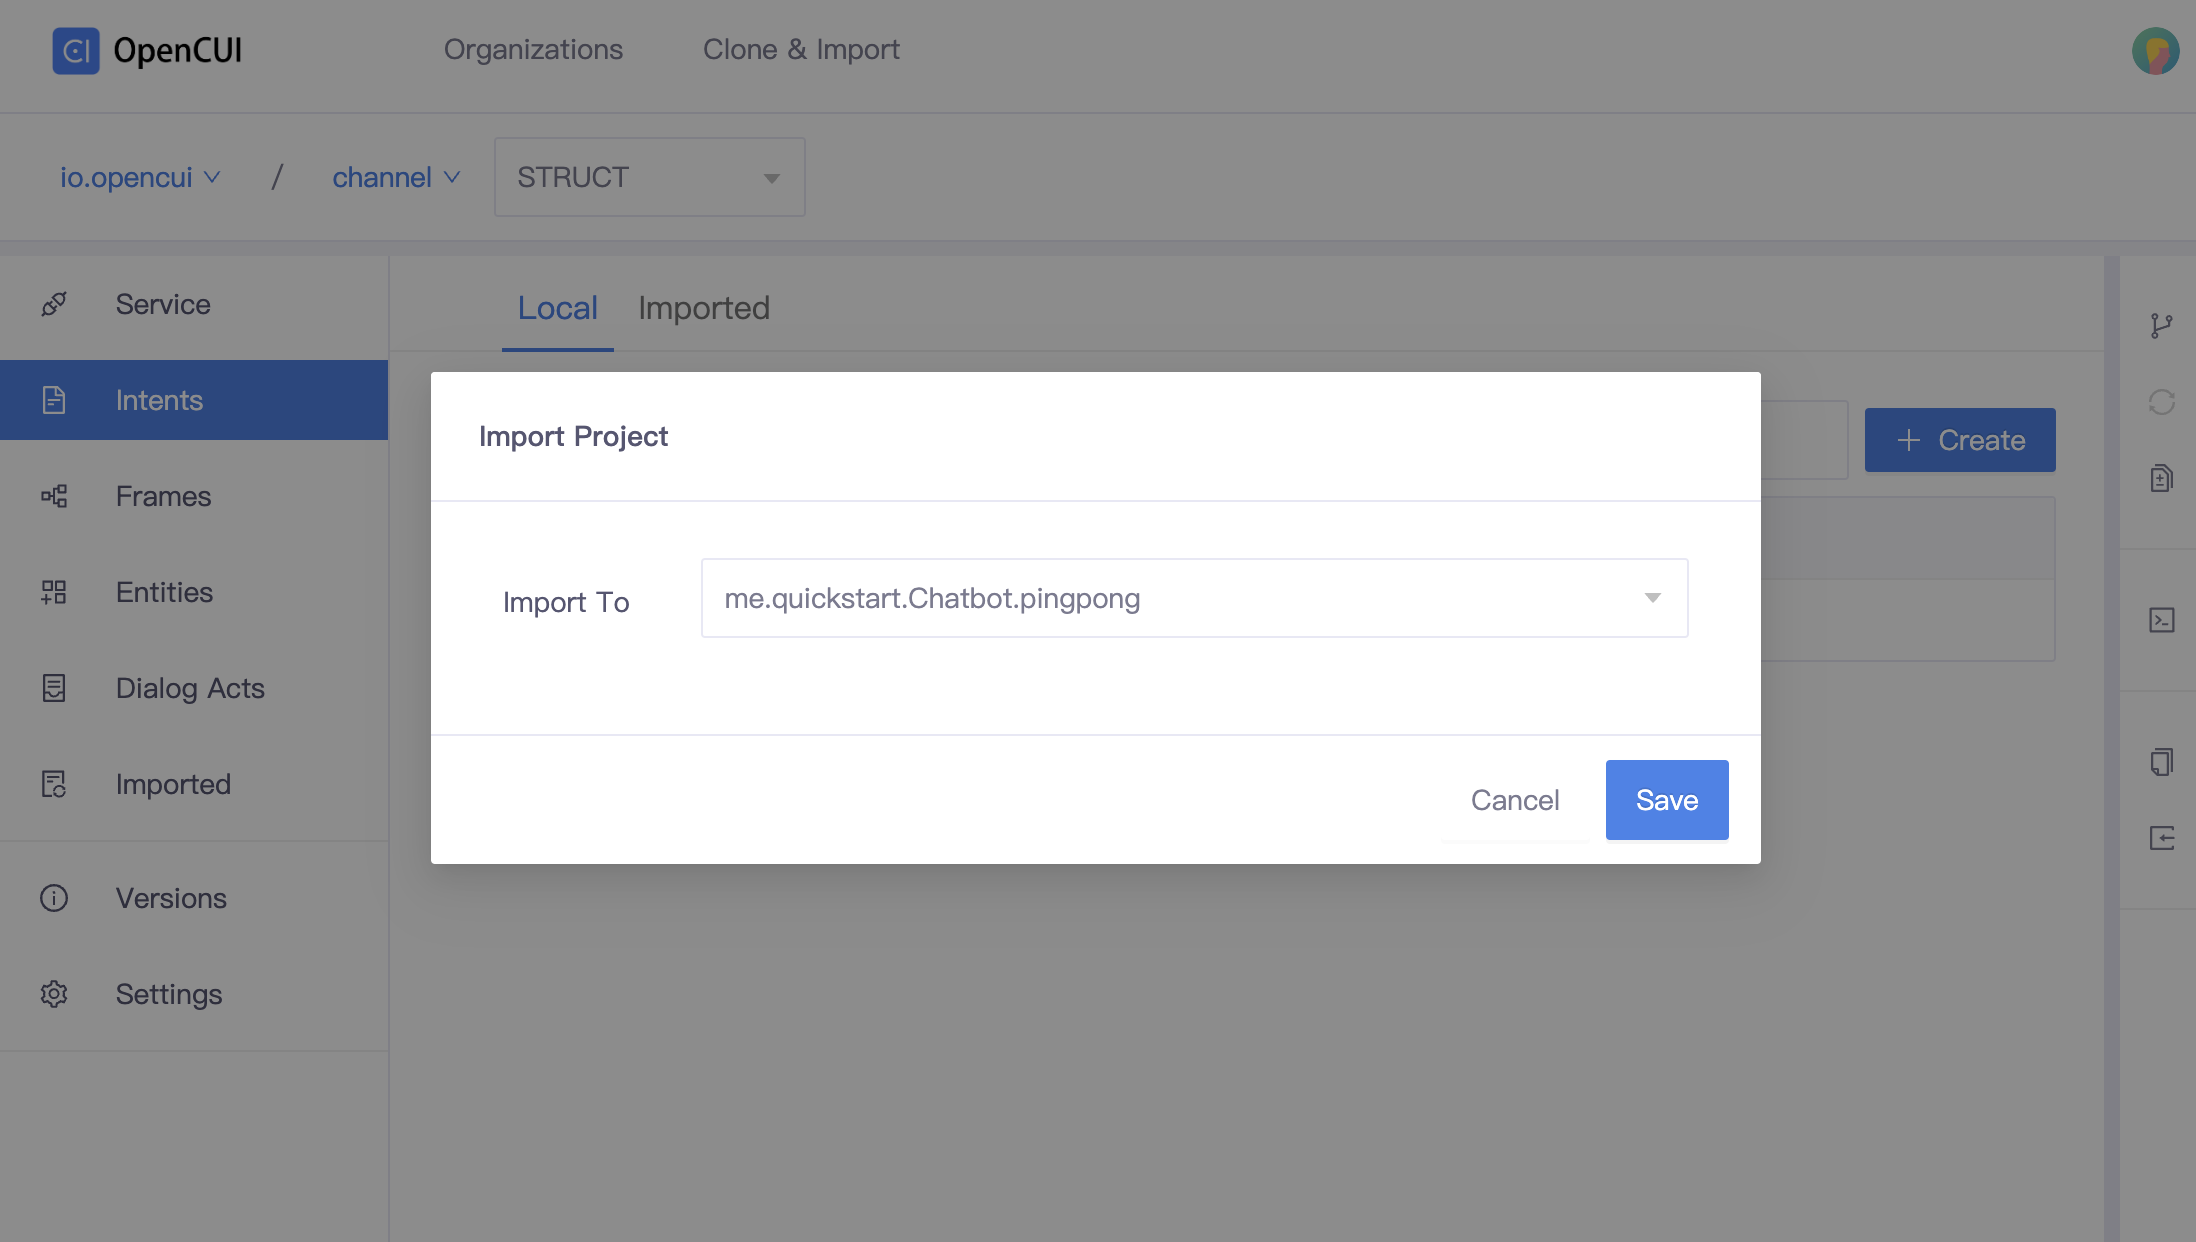 OpenCUI
Organizations
Clone & Import
io.opencui / channel
STRUCT
Service
Intents
Frames
Entities
Dialog Acts
Imported
Versions
Settings
Local
Imported
+ Create
Import Project
Import To
me.quickstart.Chatbot.pingpong
Cancel
Save